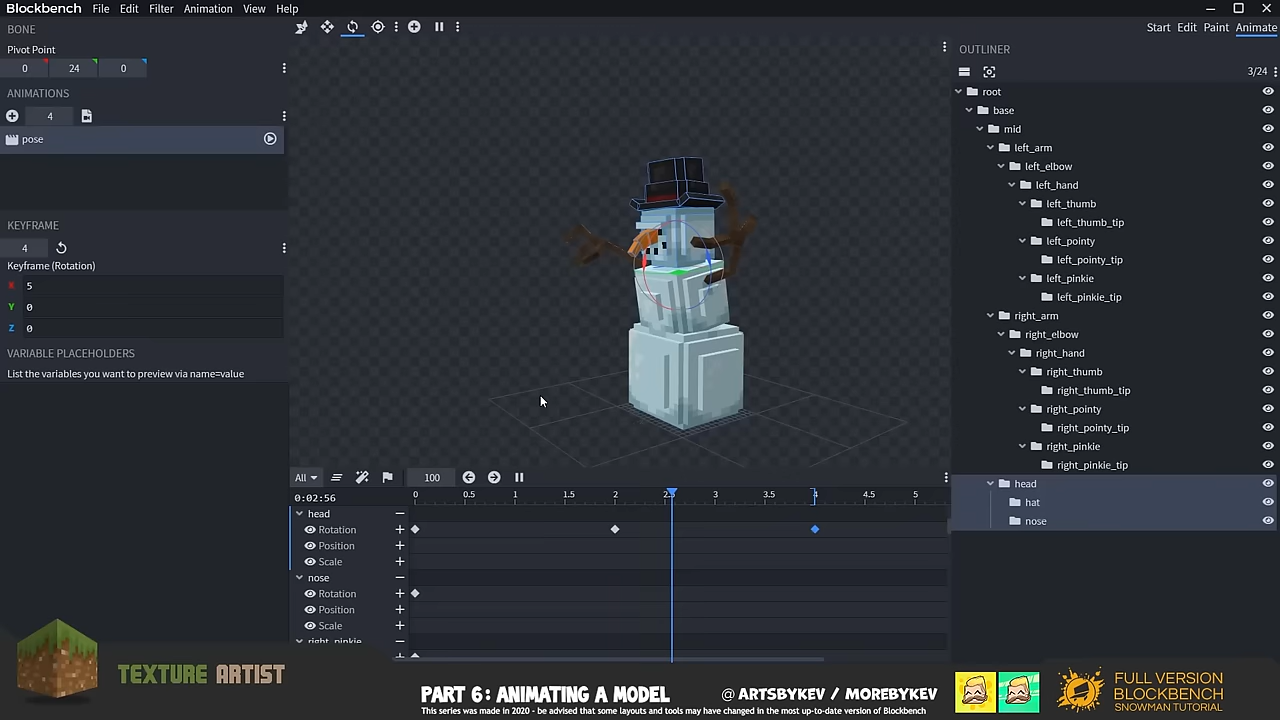 Blockbench File Edit Filter Animation View Help
Start Edit Paint Animate
BONE
Pivot Point
0 24 0
ANIMATIONS
4
pose
KEYFRAME
4
Keyframe (Rotation)
X 5
Y 0
Z 0
VARIABLE PLACEHOLDERS
List the variables you want to preview via name=value
OUTLINER
3/24
root
base
mid
left_arm
left_elbow
left_hand
left_thumb
left_thumb_tip
left_pointy
left_pointy_tip
left_pinkie
left_pinkie_tip
right_arm
right_elbow
right_hand
right_thumb
right_thumb_tip
right_pointy
right_pointy_tip
right_pinkie
right_pinkie_tip
head
hat
nose
All 100
0:02:56 0 0.5 1 1.5 2 2.5 3 3.5 4 4.5 5
head
Rotation
Position
Scale
nose
Rotation
Position
Scale
right_pinkie
TEXTURE ARTIST
PART 6: ANIMATING A MODEL @ARTSBYKEV / MOREBYKEV
This series was made in 2020 - be advised that some layouts and tools may have changed in the most up-to-date version of Blockbench
FULL VERSION
BLOCKBENCH
SNOWMAN TUTORIAL